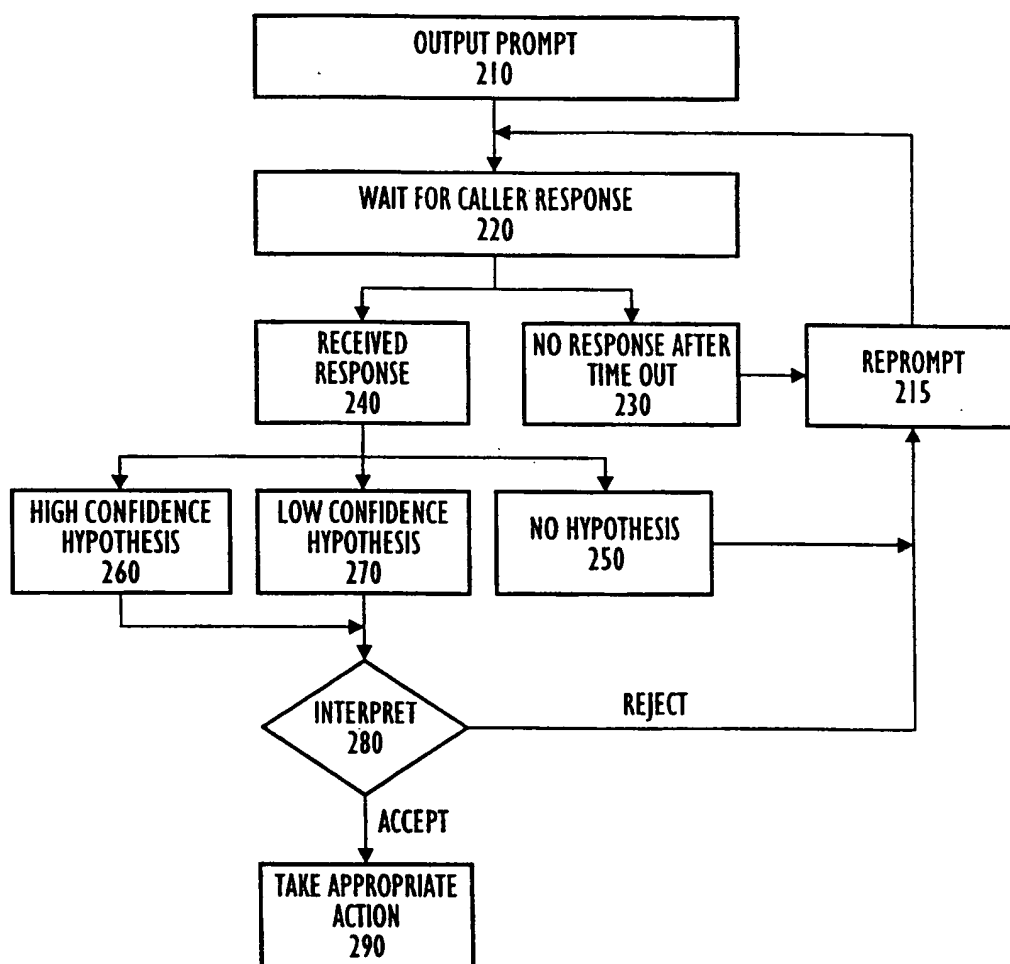 OUTPUT PROMPT
210
WAIT FOR CALLER RESPONSE
220
RECEIVED
RESPONSE
240
NO RESPONSE AFTER
TIME OUT
230
REPROMPT
215
HIGH CONFIDENCE
HYPOTHESIS
260
LOW CONFIDENCE
HYPOTHESIS
270
NO HYPOTHESIS
250
INTERPRET
280
REJECT
ACCEPT
TAKE APPROPRIATE
ACTION
290